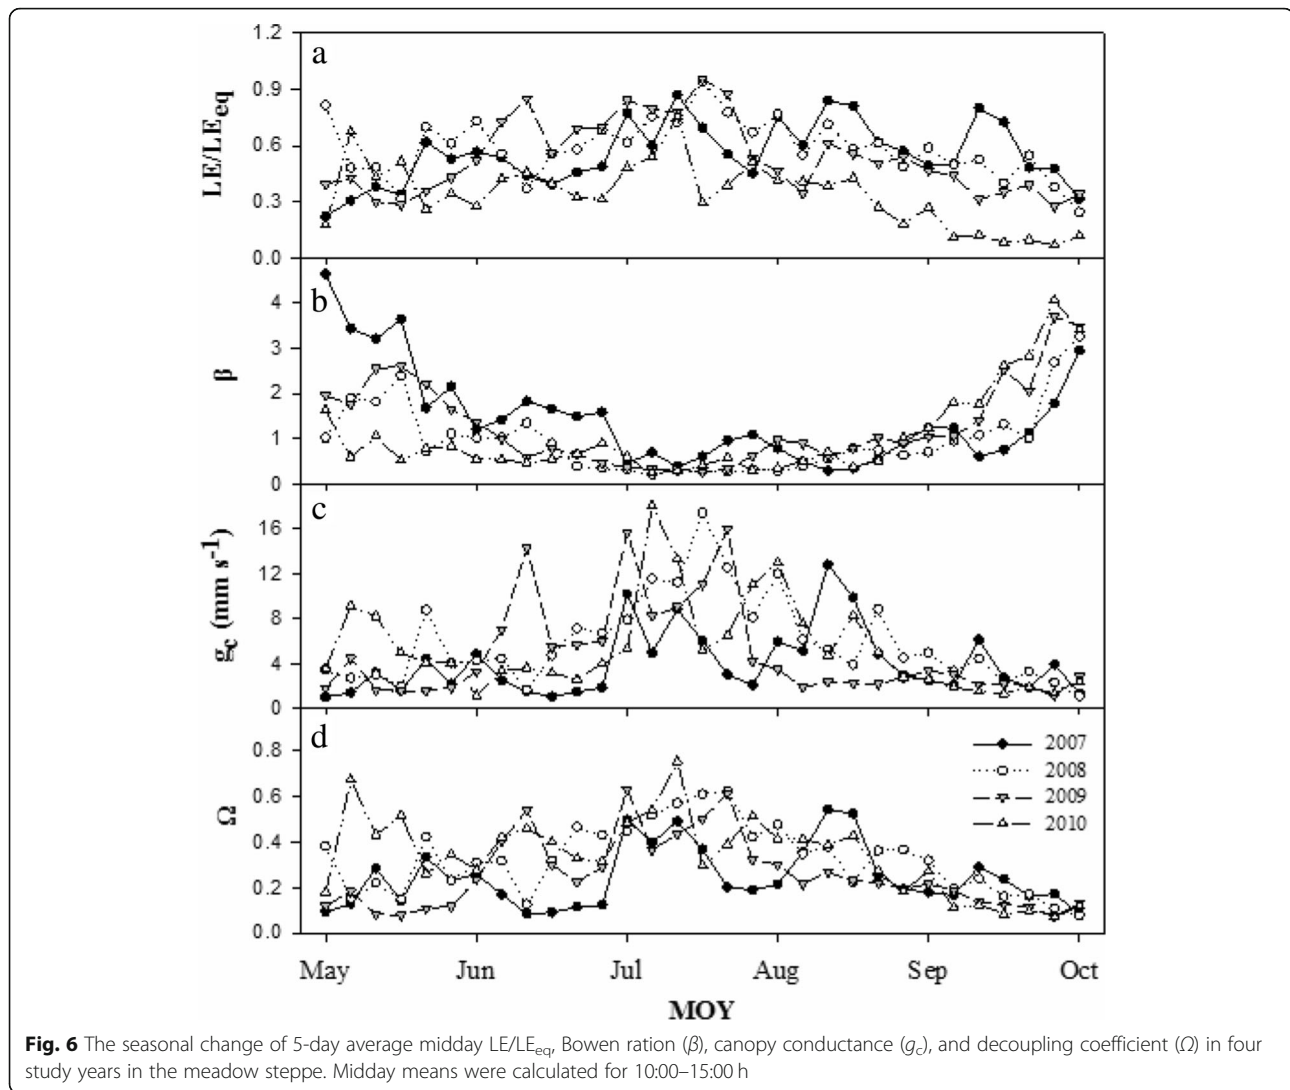 a
1.2
0.9
0.6
0.3
0.0
LE/LEeq
b
4
3
2
1
0
β
c
16
12
8
4
0
gc (mm s-1)
d
0.8
0.6
0.4
0.2
0.0
Ω
2007
2008
2009
2010
May Jun Jul Aug Sep Oct
MOY
Fig. 6 The seasonal change of 5-day average midday LE/LEeq, Bowen ration (β), canopy conductance (gc), and decoupling coefficient (Ω) in four
study years in the meadow steppe. Midday means were calculated for 10:00–15:00 h